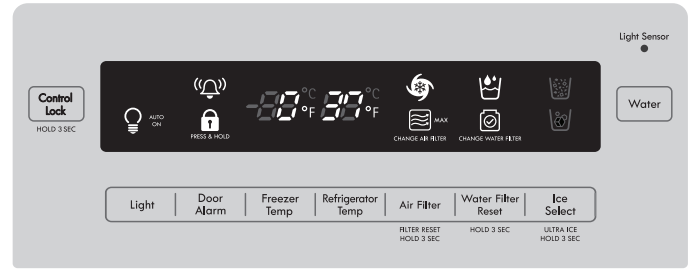 Light Sensor
Control
Lock
HOLD 3 SEC
AUTO
ON
PRESS & HOLD
0 °C °F
37 °C °F
MAX
CHANGE AIR FILTER
CHANGE WATER FILTER
Water
Light
Door
Alarm
Freezer
Temp
Refrigerator
Temp
Air Filter
Water Filter
Reset
Ice
Select
FILTER RESET
HOLD 3 SEC
HOLD 3 SEC
ULTRA ICE
HOLD 3 SEC